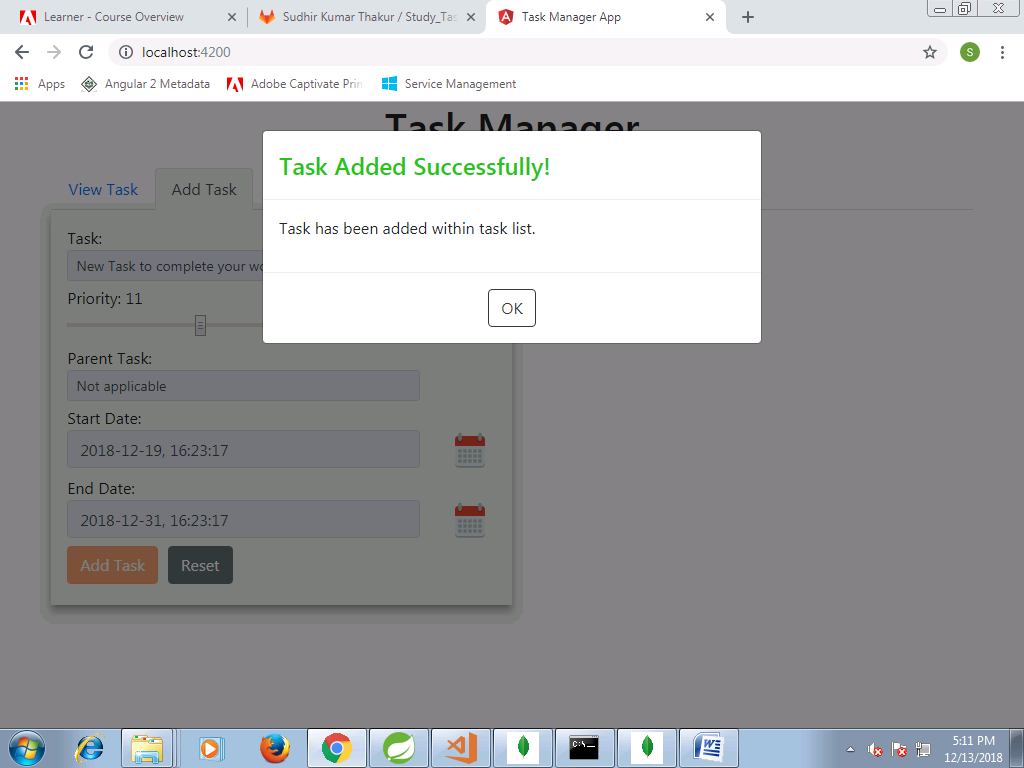 Learner - Course Overview
Sudhir Kumar Thakur / Study_Tas
Task Manager App
localhost:4200
S
Apps
Angular 2 Metadata
Adobe Captivate Prim
Service Management
Task Manager
Task Added Successfully!
View Task
Add Task
Task has been added within task list.
Task:
New Task to complete your wo
Priority: 11
OK
Parent Task:
Not applicable
Start Date:
2018-12-19, 16:23:17
End Date:
2018-12-31, 16:23:17
Add Task
Reset
C:\
5:11 PM
12/13/2018